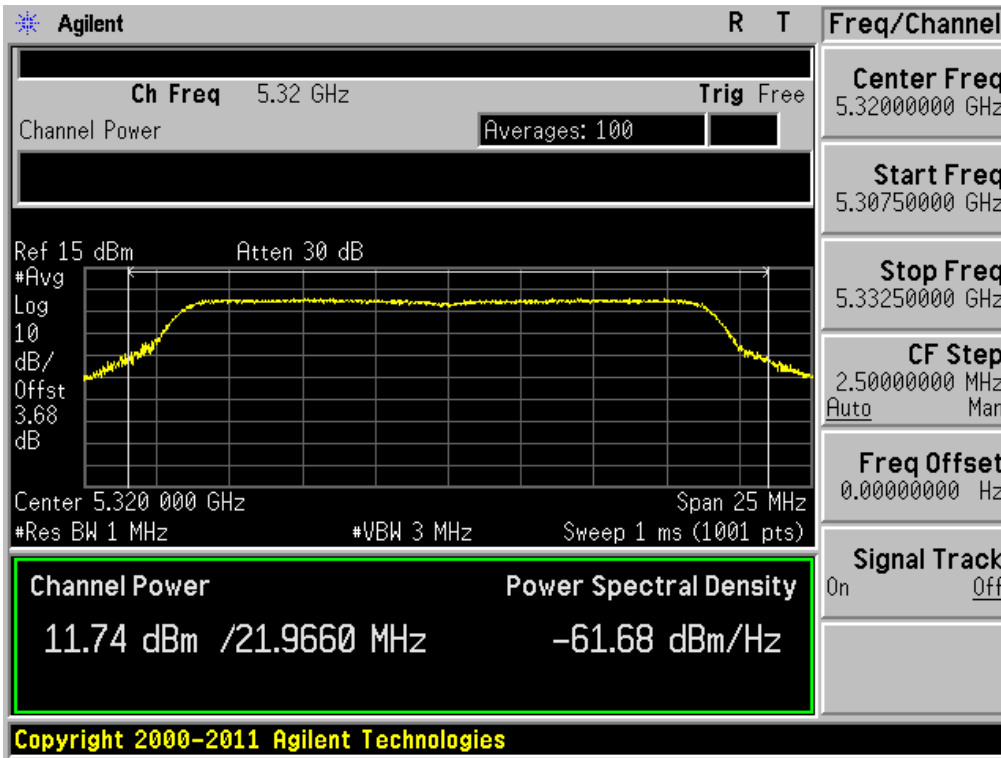 Agilent R T Freq/Channel
Ch Freq 5.32 GHz Trig Free
Channel Power Averages: 100
Ref 15 dBm Atten 30 dB
#Avg
Log
10
dB/
Offst
3.68
dB
Center 5.320 000 GHz Span 25 MHz
#Res BW 1 MHz #VBW 3 MHz Sweep 1 ms (1001 pts)
Channel Power Power Spectral Density
11.74 dBm /21.9660 MHz -61.68 dBm/Hz
Copyright 2000-2011 Agilent Technologies
Center Freq
5.32000000 GHz
Start Freq
5.30750000 GHz
Stop Freq
5.33250000 GHz
CF Step
2.50000000 MHz
Auto Man
Freq Offset
0.00000000 Hz
Signal Track
On Off